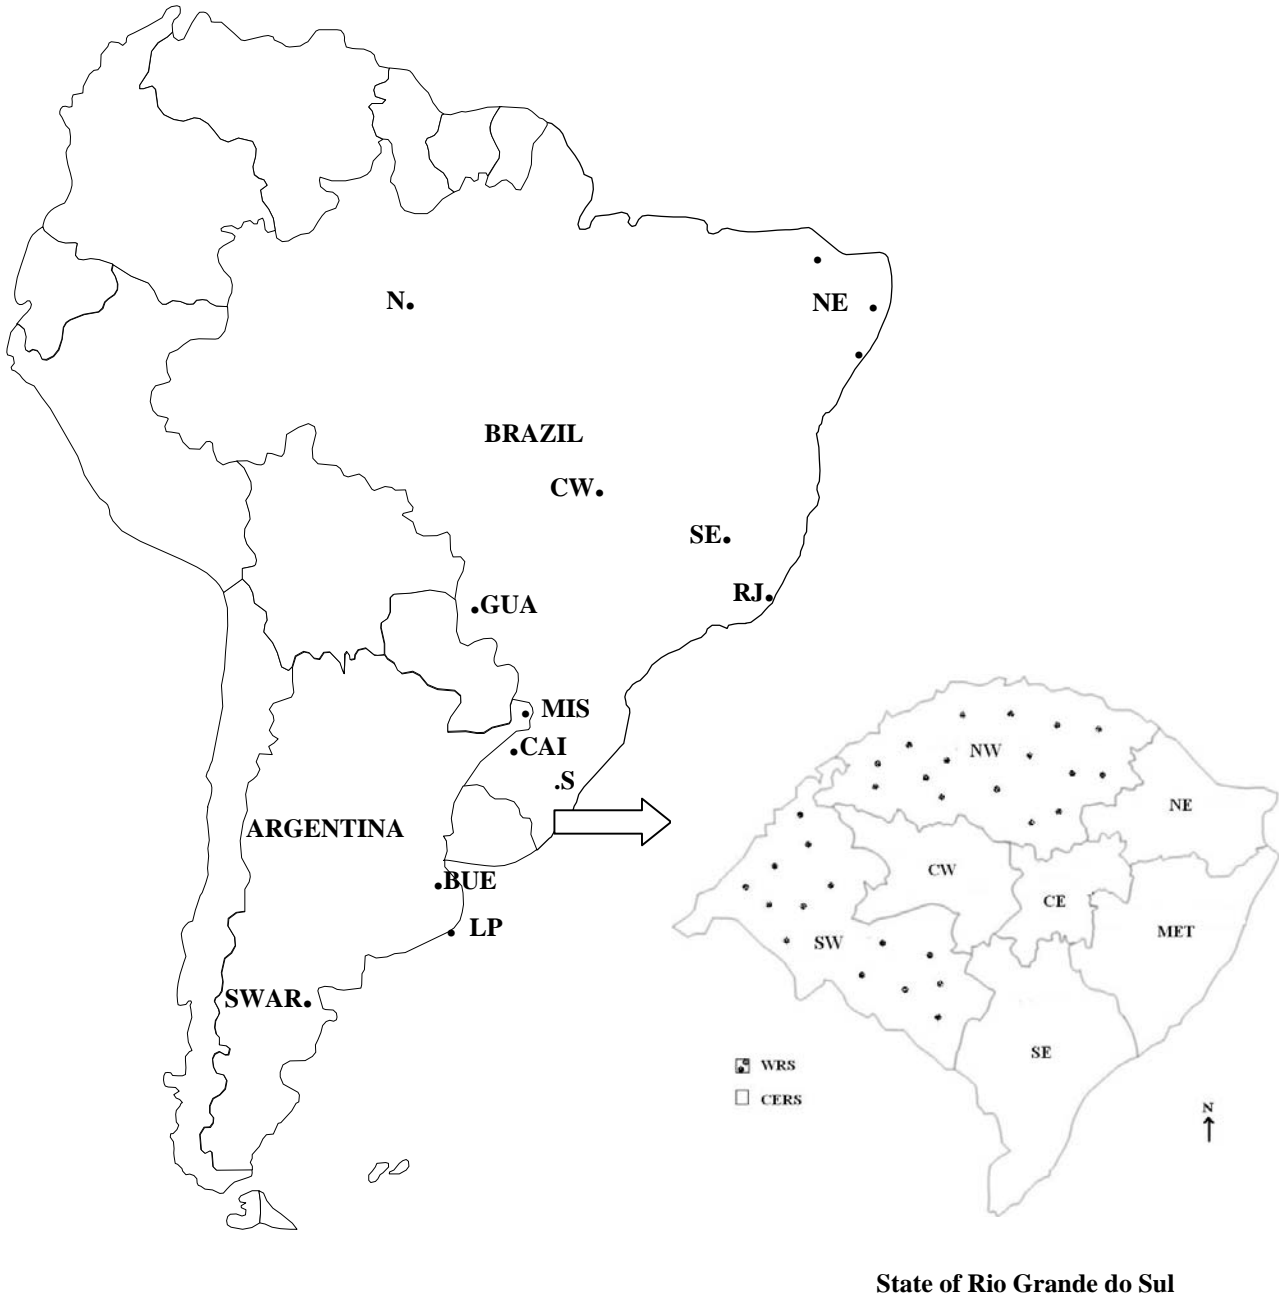 N
NE
BRAZIL
CW
SE
RJ
GUA
MIS
CAI
S
ARGENTINA
BUE
LP
SWAR
NW
NE
CW
CE
MET
SW
SE
WRS
CERS
N
State of Rio Grande do Sul